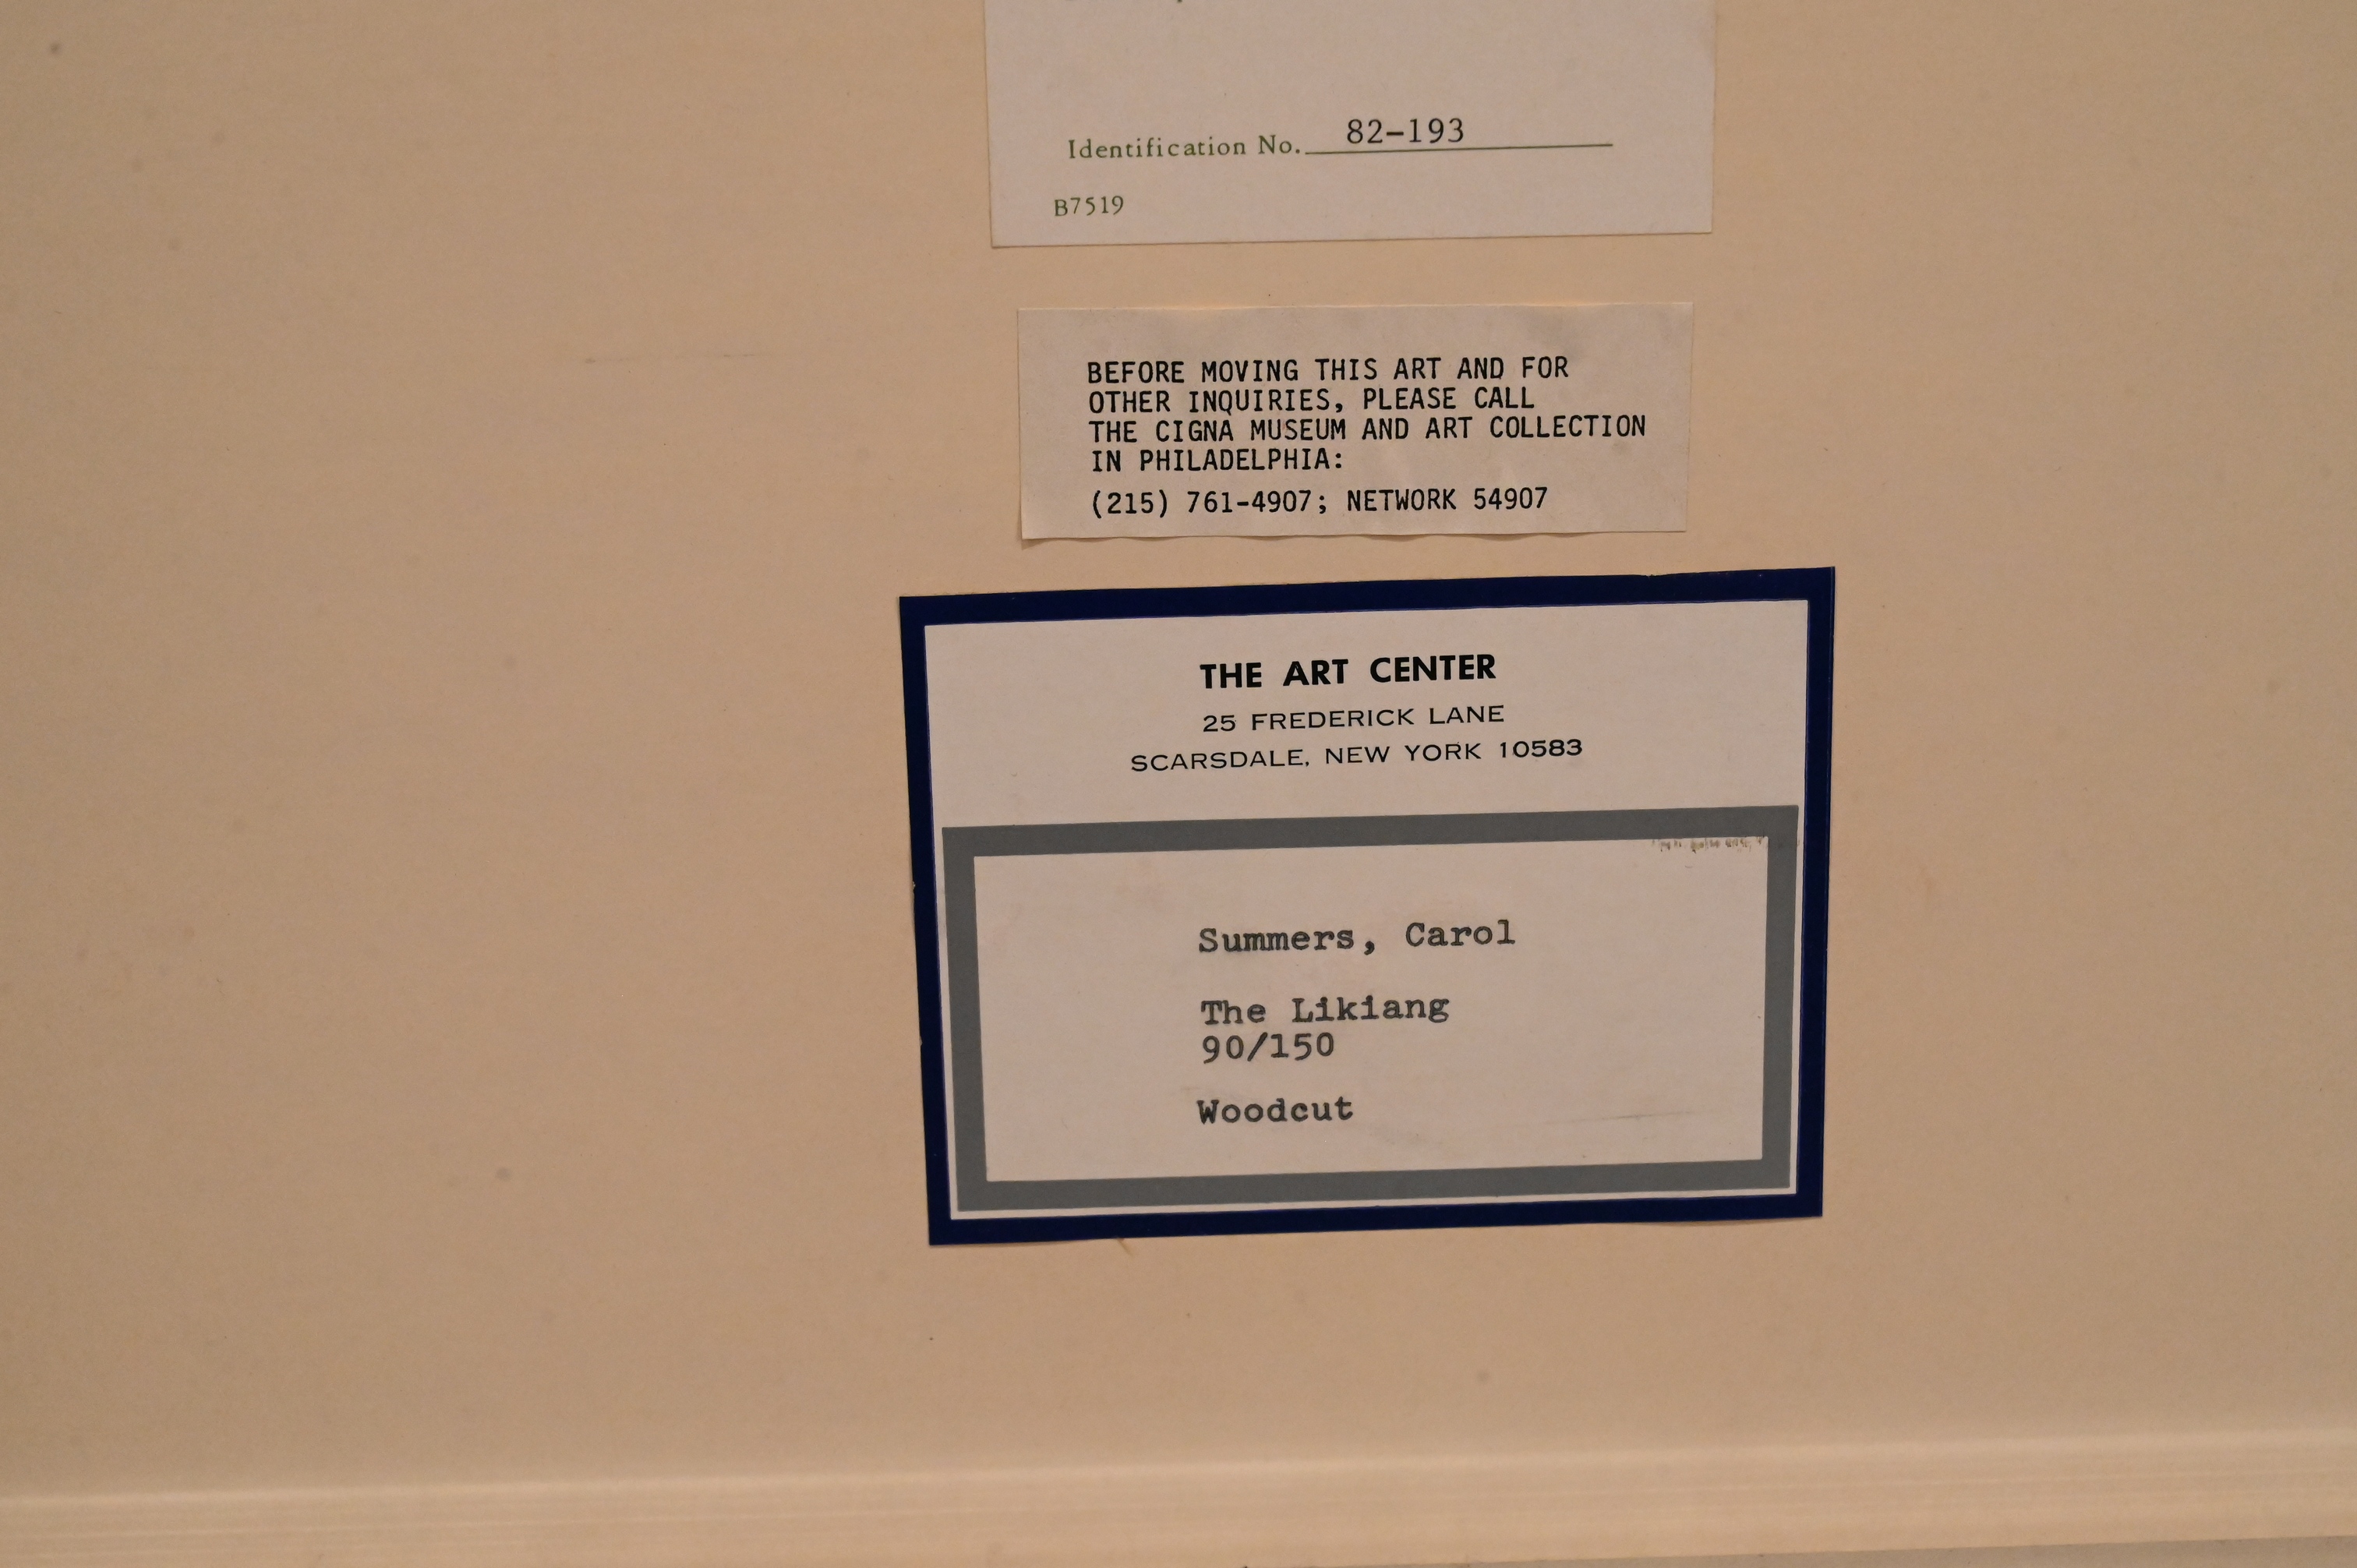 Identification No. 82-193
B7519
BEFORE MOVING THIS ART AND FOR
OTHER INQUIRIES, PLEASE CALL
THE CIGNA MUSEUM AND ART COLLECTION
IN PHILADELPHIA:
(215) 761-4907; NETWORK 54907
THE ART CENTER
25 FREDERICK LANE
SCARSDALE, NEW YORK 10583
Summers, Carol
The Likiang
90/150
Woodcut